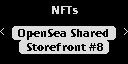 NFTs
< OpenSea Shared >
Storefront #8